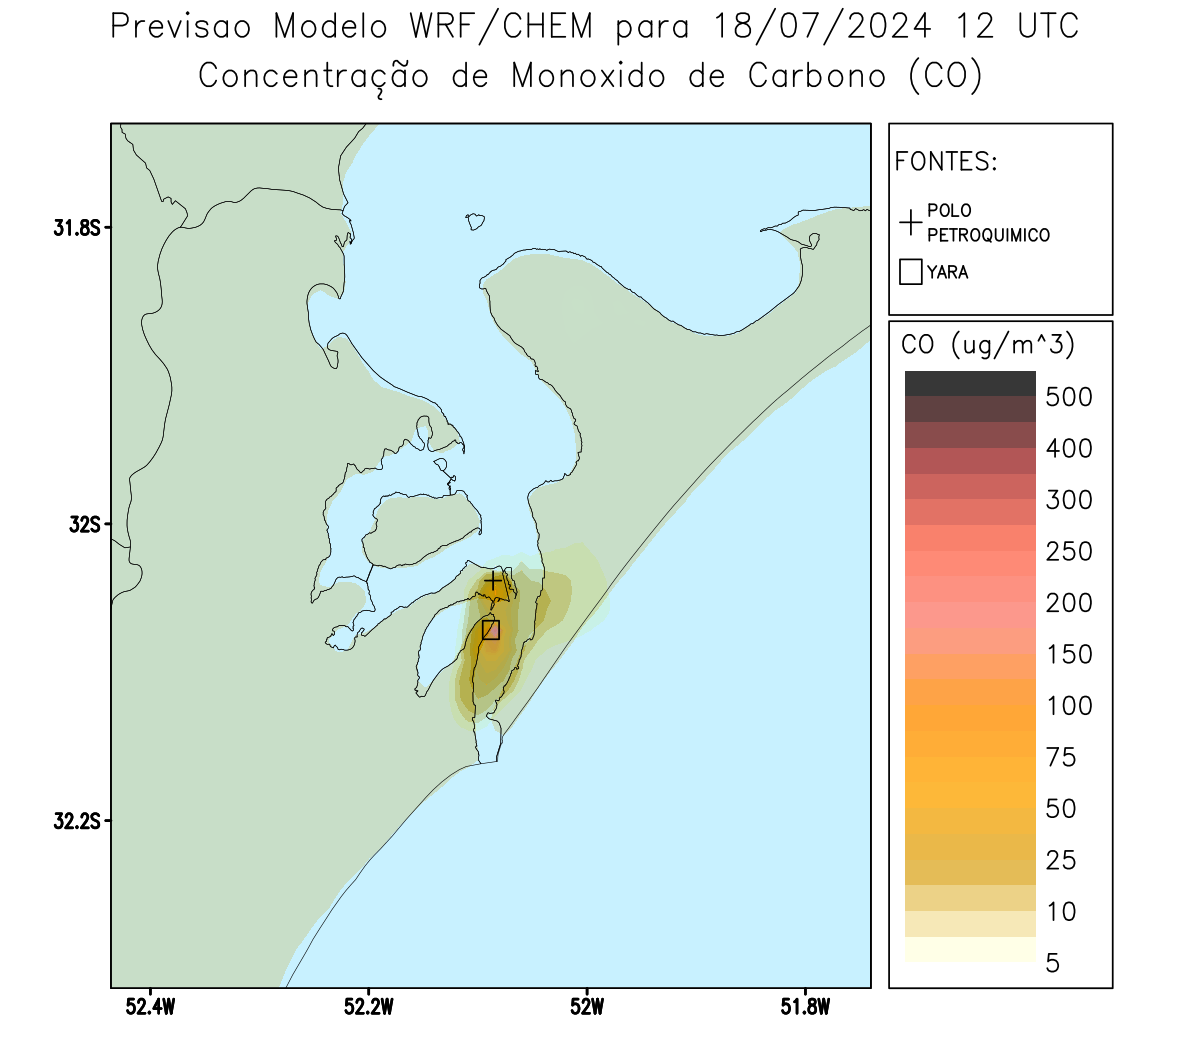 Previsao Modelo WRF/CHEM para 18/07/2024 12 UTC
Concentração de Monoxido de Carbono (CO)
FONTES:
POLO
PETROQUIMICO
YARA
31.8S
32S
32.2S
52.4W
52.2W
52W
51.8W
CO (ug/m^3)
500
400
300
250
200
150
100
75
50
25
10
5